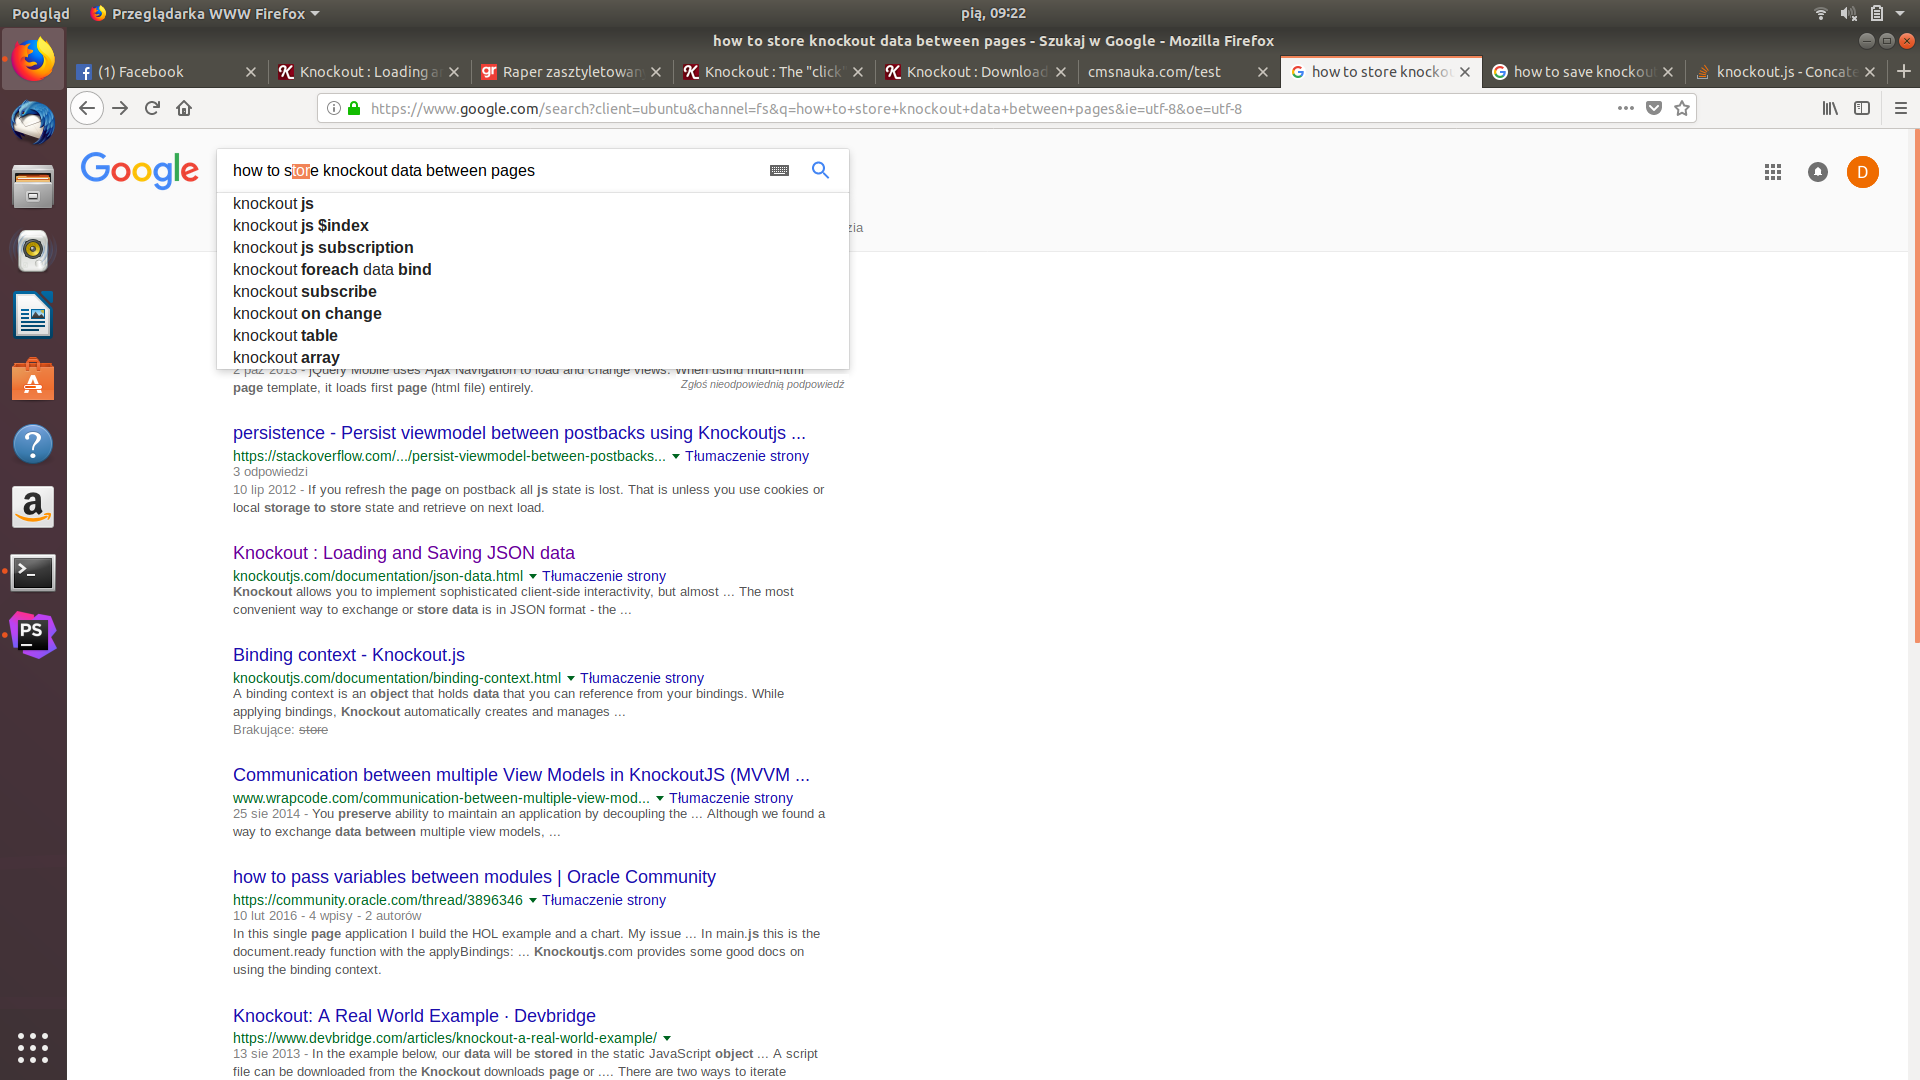 Podgląd
Przeglądarka WWW Firefox
pią, 09:22
how to store knockout data between pages - Szukaj w Google - Mozilla Firefox
(1) Facebook
Knockout : Loading a
Raper zasztyletowan
Knockout : The "click"
Knockout : Download
cmsnauka.com/test
how to store knocko
how to save knockou
knockout.js - Concate
https://www.google.com/search?client=ubuntu&channel=fs&q=how+to+store+knockout+data+between+pages&ie=utf-8&oe=utf-8
Google
how to store knockout data between pages
D
knockout js
knockout js $index
zia
knockout js subscription
knockout foreach data bind
knockout subscribe
knockout on change
knockout table
knockout array
2 paź 2013 - jQuery Mobile uses Ajax Navigation to load and change views. When using multi-html
page template, it loads first page (html file) entirely.
Zgłoś nieodpowiednią podpowiedź
persistence - Persist viewmodel between postbacks using Knockoutjs ...
https://stackoverflow.com/.../persist-viewmodel-between-postbacks... Tłumaczenie strony
3 odpowiedzi
10 lip 2012 - If you refresh the page on postback all js state is lost. That is unless you use cookies or
local storage to store state and retrieve on next load.
Knockout : Loading and Saving JSON data
knockoutjs.com/documentation/json-data.html Tłumaczenie strony
Knockout allows you to implement sophisticated client-side interactivity, but almost ... The most
convenient way to exchange or store data is in JSON format - the ...
Binding context - Knockout.js
knockoutjs.com/documentation/binding-context.html Tłumaczenie strony
A binding context is an object that holds data that you can reference from your bindings. While
applying bindings, Knockout automatically creates and manages ...
Brakujące: store
Communication between multiple View Models in KnockoutJS (MVVM ...
www.wrapcode.com/communication-between-multiple-view-mod... Tłumaczenie strony
25 sie 2014 - You preserve ability to maintain an application by decoupling the ... Although we found a
way to exchange data between multiple view models, ...
how to pass variables between modules | Oracle Community
https://community.oracle.com/thread/3896346 Tłumaczenie strony
10 lut 2016 - 4 wpisy - 2 autorów
In this single page application I build the HOL example and a chart. My issue ... In main.js this is the
document.ready function with the applyBindings: ... Knockoutjs.com provides some good docs on
using the binding context.
Knockout: A Real World Example · Devbridge
https://www.devbridge.com/articles/knockout-a-real-world-example/
13 sie 2013 - In the example below, our data will be stored in the static JavaScript object ... A script
file can be downloaded from the Knockout downloads page or .... There are two ways to iterate